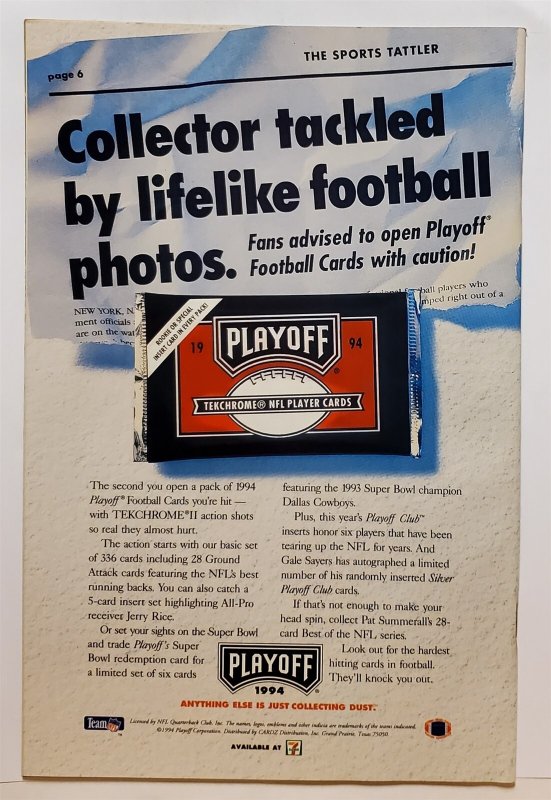 page 6
THE SPORTS TATTLER
Collector tackled
by lifelike football
photos.
Fans advised to open Playoff®
Football Cards with caution!
NEW YORK, N
ment officials
are on the wa
ball players who
mped right out of a
ROOKIE OR SPECIAL
INSERT CARD IN EVERY PACK!
19 PLAYOFF 94
®
TEKCHROME® NFL PLAYER CARDS
The second you open a pack of 1994
Playoff® Football Cards you're hit —
with TEKCHROME®II action shots
so real they almost hurt.
The action starts with our basic set
of 336 cards including 28 Ground
Attack cards featuring the NFL's best
running backs. You can also catch a
5-card insert set highlighting All-Pro
receiver Jerry Rice.
Or set your sights on the Super Bowl
and trade Playoff's Super
Bowl redemption card for
a limited set of six cards
featuring the 1993 Super Bowl champion
Dallas Cowboys.
Plus, this year's Playoff Club™
inserts honor six players that have been
tearing up the NFL for years. And
Gale Sayers has autographed a limited
number of his randomly inserted Silver
Playoff Club cards.
If that's not enough to make your
head spin, collect Pat Summerall's 28-
card Best of the NFL series.
Look out for the hardest
hitting cards in football.
They'll knock you out.
PLAYOFF
1994 ®
ANYTHING ELSE IS JUST COLLECTING DUST.™
Team NFL ™
Licensed by NFL Quarterback Club, Inc. The names, logos, emblems and other indicia are trademarks of the teams indicated.
©1994 Playoff Corporation. Distributed by CARDZ Distribution, Inc. Grand Prairie, Texas 75050
AVAILABLE AT 7 ELEVEN